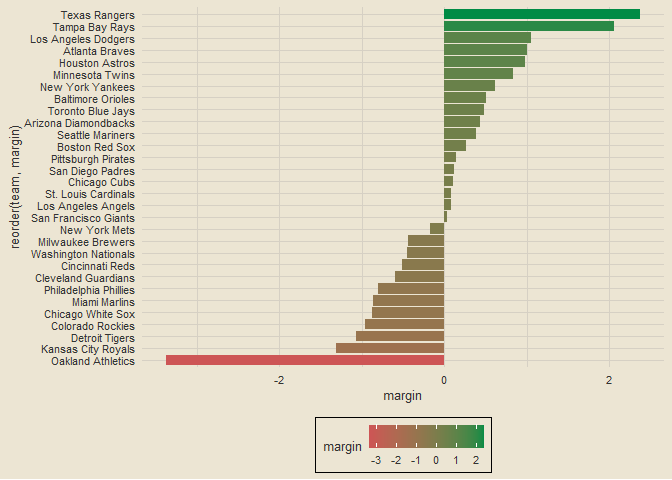 Texas Rangers
Tampa Bay Rays
Los Angeles Dodgers
Atlanta Braves
Houston Astros
Minnesota Twins
New York Yankees
Baltimore Orioles
Toronto Blue Jays
Arizona Diamondbacks
Seattle Mariners
Boston Red Sox
Pittsburgh Pirates
San Diego Padres
Chicago Cubs
St. Louis Cardinals
Los Angeles Angels
San Francisco Giants
New York Mets
Milwaukee Brewers
Washington Nationals
Cincinnati Reds
Cleveland Guardians
Philadelphia Phillies
Miami Marlins
Chicago White Sox
Colorado Rockies
Detroit Tigers
Kansas City Royals
Oakland Athletics
reorder(team, margin)
-2 0 2
margin
margin
-3 -2 -1 0 1 2